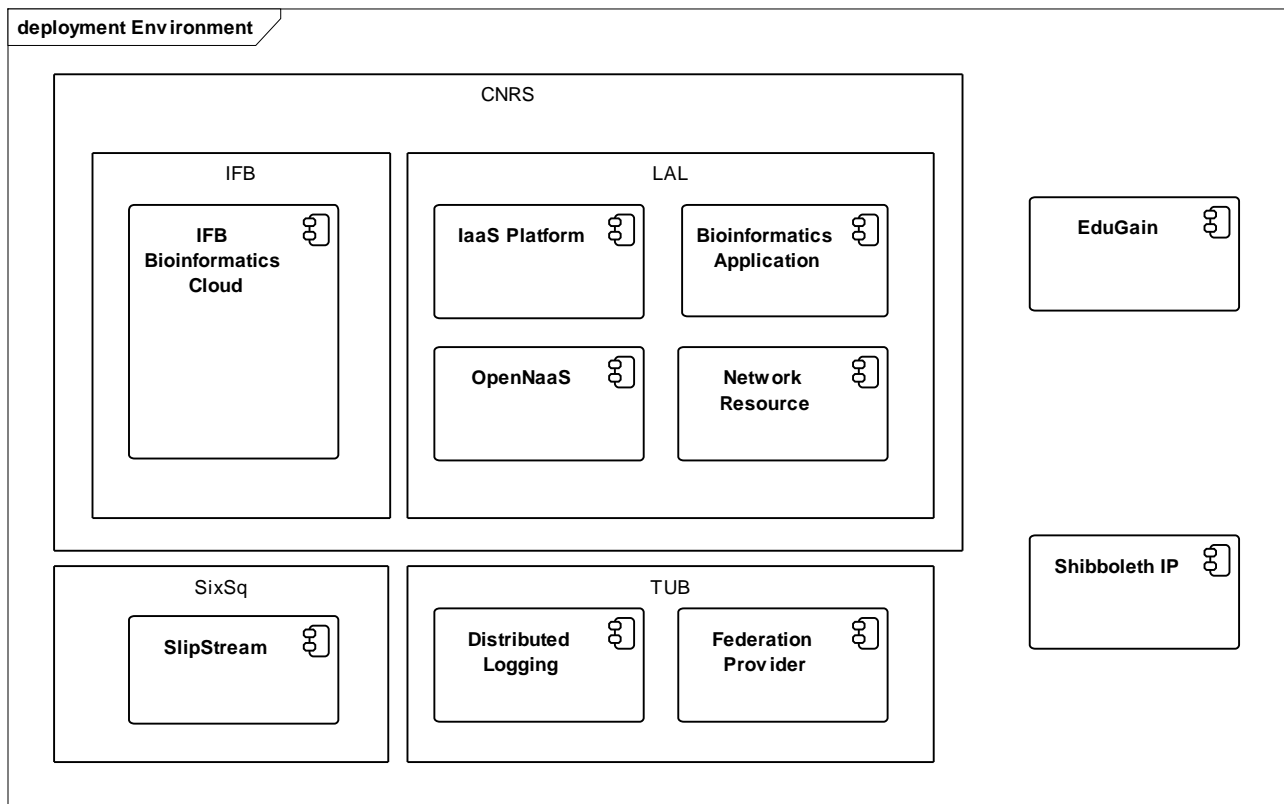 deployment Environment
CNRS
IFB
LAL
IFB
Bioinformatics
Cloud
IaaS Platform
Bioinformatics
Application
OpenNaaS
Network
Resource
EduGain
Shibboleth IP
SixSq
SlipStream
TUB
Distributed
Logging
Federation
Provider